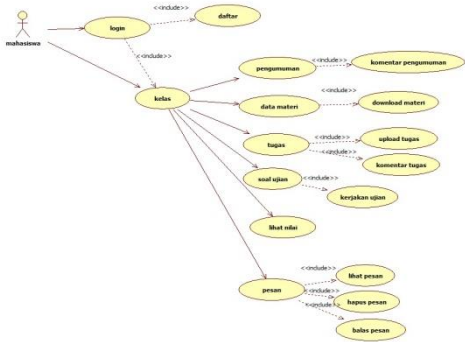 mahasiswa
login
<<include>>
daftar
<<include>>
kelas
pengumuman
<<include>>
komentar pengumuman
data materi
<<include>>
download materi
tugas
<<include>>
upload tugas
<<include>>
komentar tugas
soal ujian
<<include>>
kerjakan ujian
lihat nilai
pesan
<<include>>
lihat pesan
<<include>>
hapus pesan
<<include>>
balas pesan